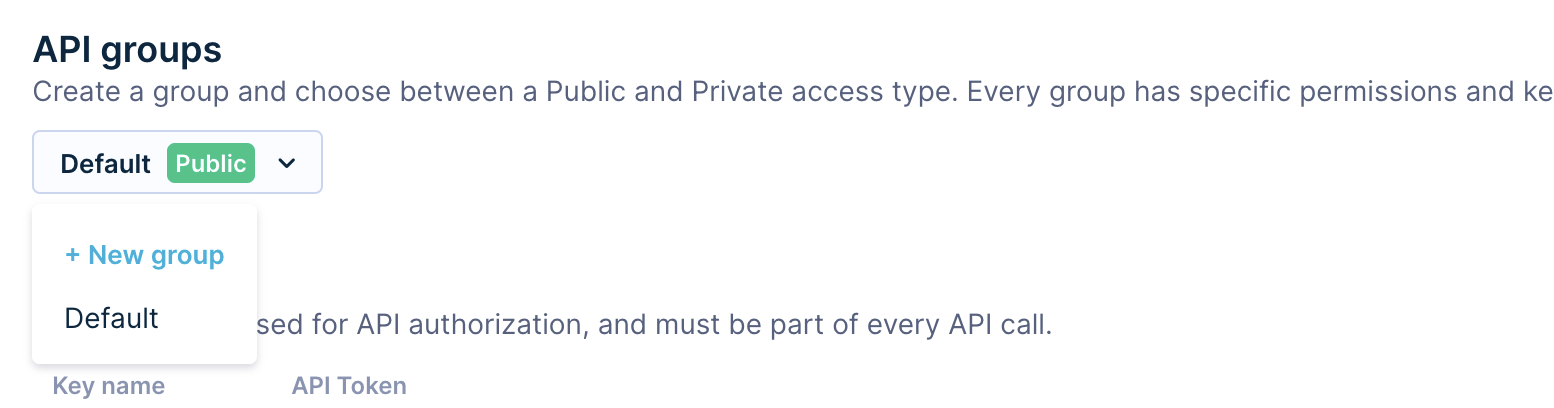 API groups
Create a group and choose between a Public and Private access type. Every group has specific permissions and ke
Default Public
+ New group
Default
sed for API authorization, and must be part of every API call.
Key name API Token